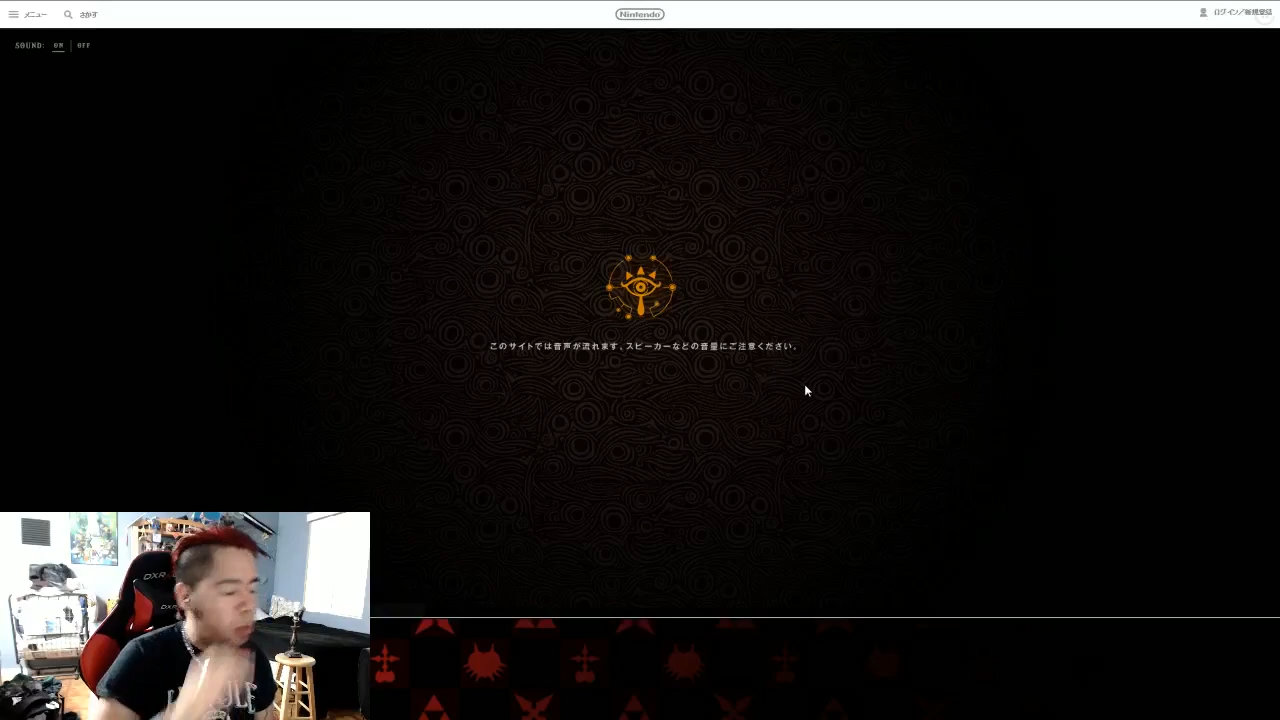 メニュー
さがす
Nintendo
ログイン/新規登録
SOUND: ON | OFF
このサイトでは音声が流れます。スピーカーなどの音量にご注意ください。
DXR